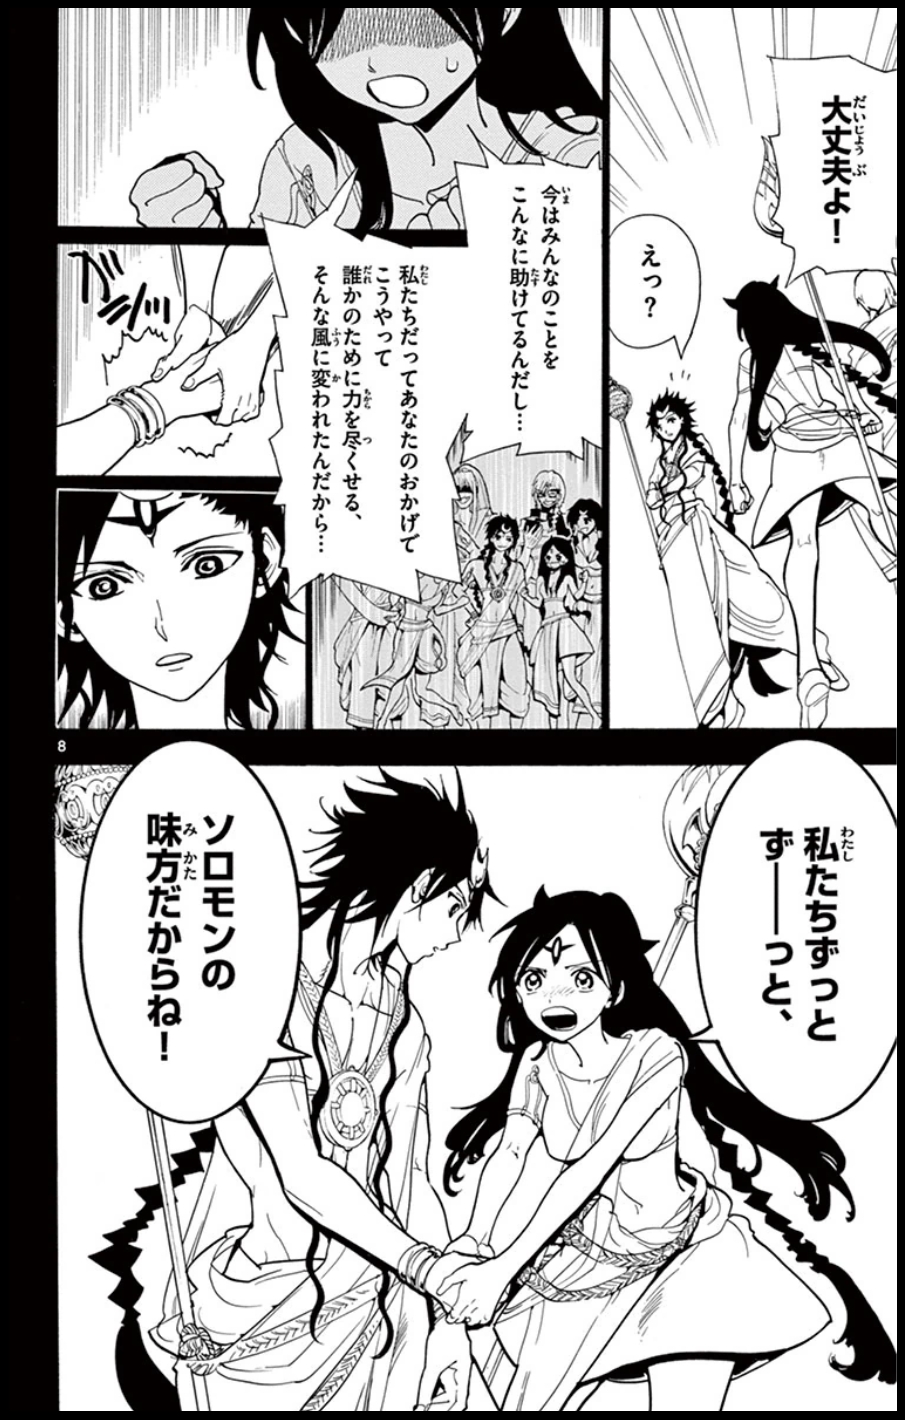 大丈夫よ！
えっ？
今はみんなのことを
こんなに助けてるんだし…
私たちだってあなたのおかげで
こうやって
誰かのために力を尽くせる、
そんな風に変われたんだから…
ガシッ
8
私たちずっと
ず――っと、
ソロモンの
味方だからね！